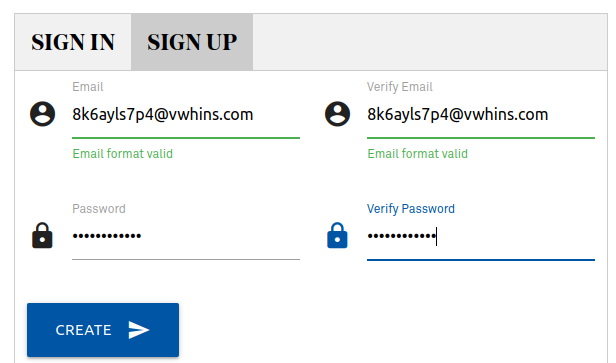 SIGN IN SIGN UP
Email Verify Email
8k6ayls7p4@vwhins.com 8k6ayls7p4@vwhins.com
Email format valid Email format valid
Password Verify Password
•••••••••••• ••••••••••••
CREATE